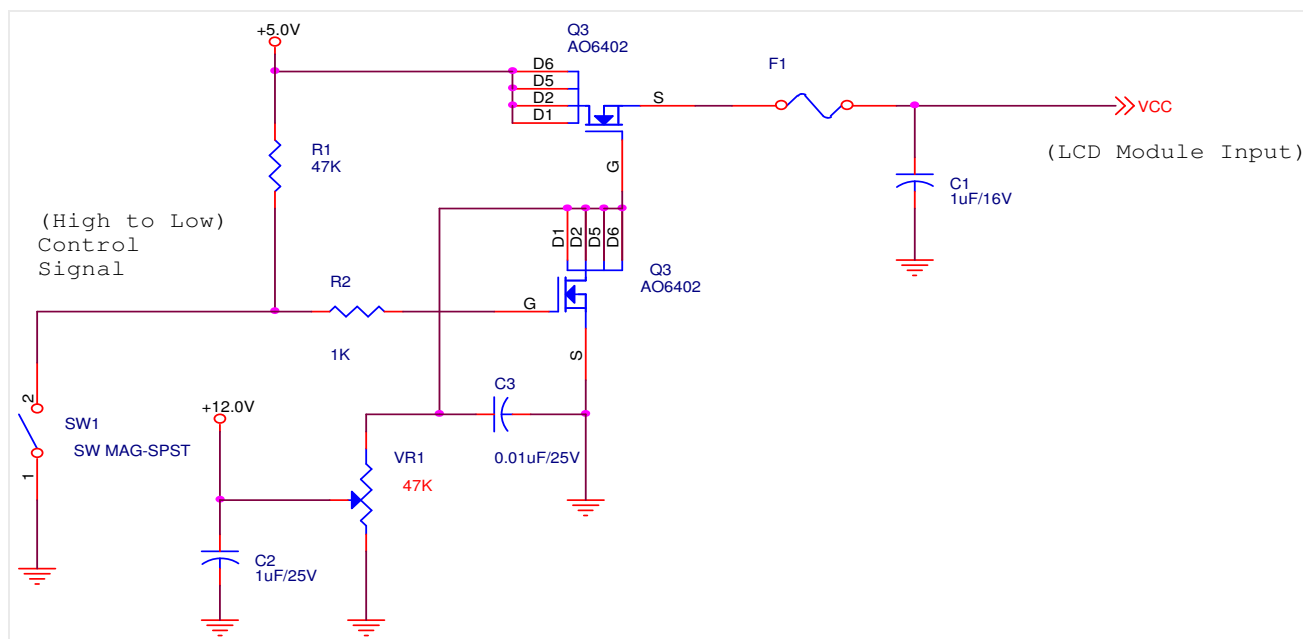 +5.0V
Q3
AO6402
D6
D5
D2
D1
S
G
F1
VCC
(LCD Module Input)
R1
47K
C1
1uF/16V
(High to Low)
Control
Signal
D1
D2
D5
D6
Q3
AO6402
R2
1K
G
S
2
SW1
SW MAG-SPST
1
+12.0V
C3
0.01uF/25V
VR1
47K
C2
1uF/25V